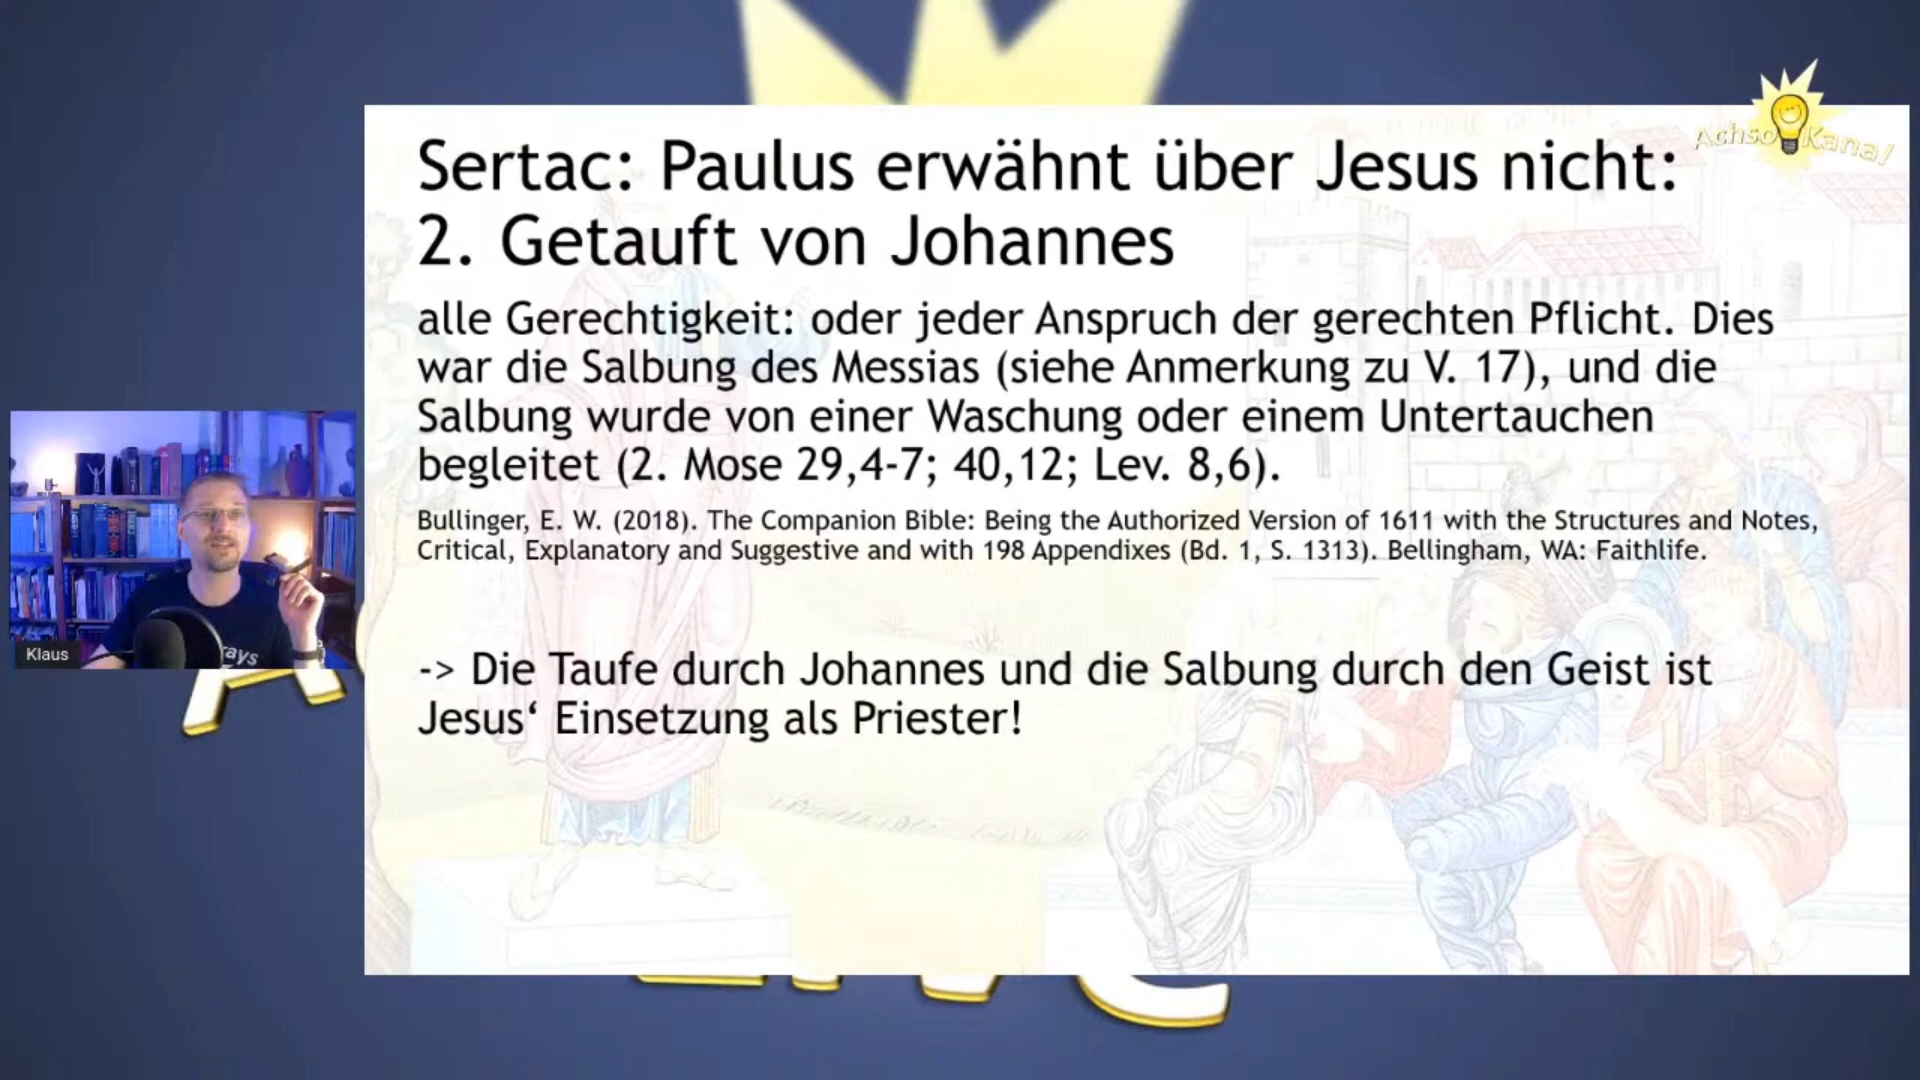 Achso Kanal
Sertac: Paulus erwähnt über Jesus nicht:
2. Getauft von Johannes
alle Gerechtigkeit: oder jeder Anspruch der gerechten Pflicht. Dies
war die Salbung des Messias (siehe Anmerkung zu V. 17), und die
Salbung wurde von einer Waschung oder einem Untertauchen
begleitet (2. Mose 29,4-7; 40,12; Lev. 8,6).
Bullinger, E. W. (2018). The Companion Bible: Being the Authorized Version of 1611 with the Structures and Notes,
Critical, Explanatory and Suggestive and with 198 Appendixes (Bd. 1, S. 1313). Bellingham, WA: Faithlife.
-> Die Taufe durch Johannes und die Salbung durch den Geist ist
Jesus‘ Einsetzung als Priester!
Klaus